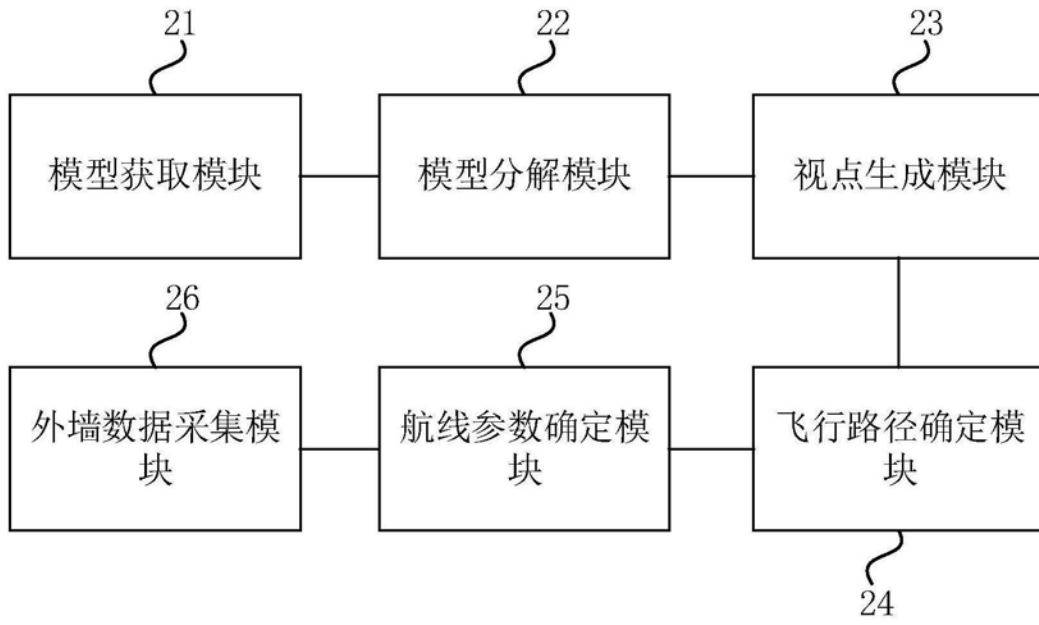 21
22
23
模型获取模块
模型分解模块
视点生成模块
26
25
外墙数据采集模
块
航线参数确定模
块
飞行路径确定模
块
24